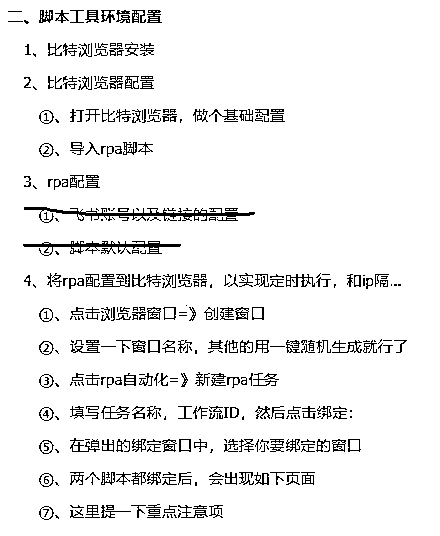 二、脚本工具环境配置
1、比特浏览器安装
2、比特浏览器配置
①、打开比特浏览器，做个基础配置
②、导入rpa脚本
3、rpa配置
①、飞书账号以及链接的配置
②、脚本默认配置
4、将rpa配置到比特浏览器，以实现定时执行，和ip隔...
①、点击浏览器窗口=》创建窗口
②、设置一下窗口名称，其他的用一键随机生成就行了
③、点击rpa自动化=》新建rpa任务
④、填写任务名称，工作流ID，然后点击绑定：
⑤、在弹出的绑定窗口中，选择你要绑定的窗口
⑥、两个脚本都绑定后，会出现如下页面
⑦、这里提一下重点注意项